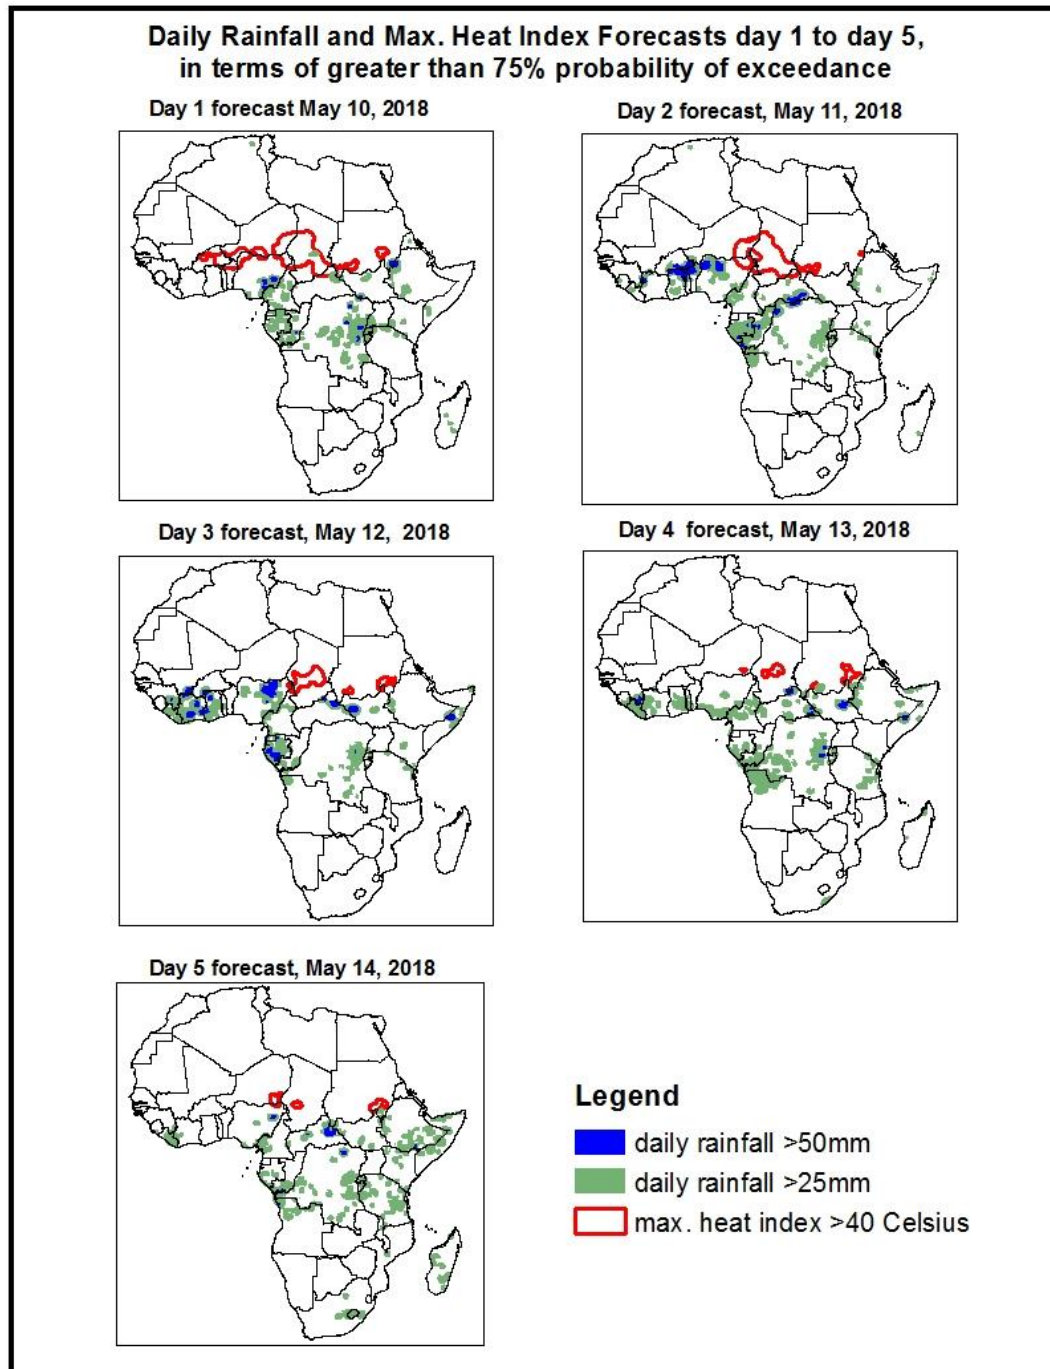 Daily Rainfall and Max. Heat Index Forecasts day 1 to day 5,
in terms of greater than 75% probability of exceedance
Day 1 forecast May 10, 2018
Day 2 forecast, May 11, 2018
Day 3 forecast, May 12, 2018
Day 4 forecast, May 13, 2018
Day 5 forecast, May 14, 2018
Legend
daily rainfall >50mm
daily rainfall >25mm
max. heat index >40 Celsius